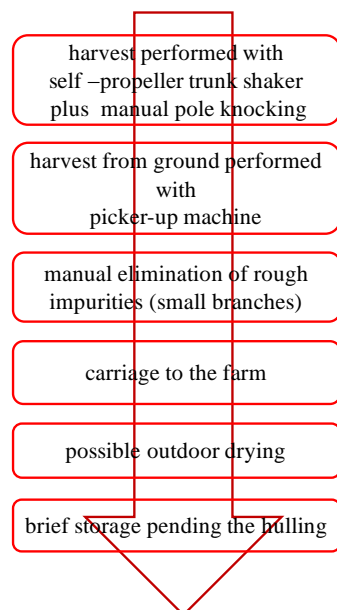 harvest performed with
self –propeller trunk shaker
plus manual pole knocking
harvest from ground performed
with
picker-up machine
manual elimination of rough
impurities (small branches)
carriage to the farm
possible outdoor drying
brief storage pending the hulling